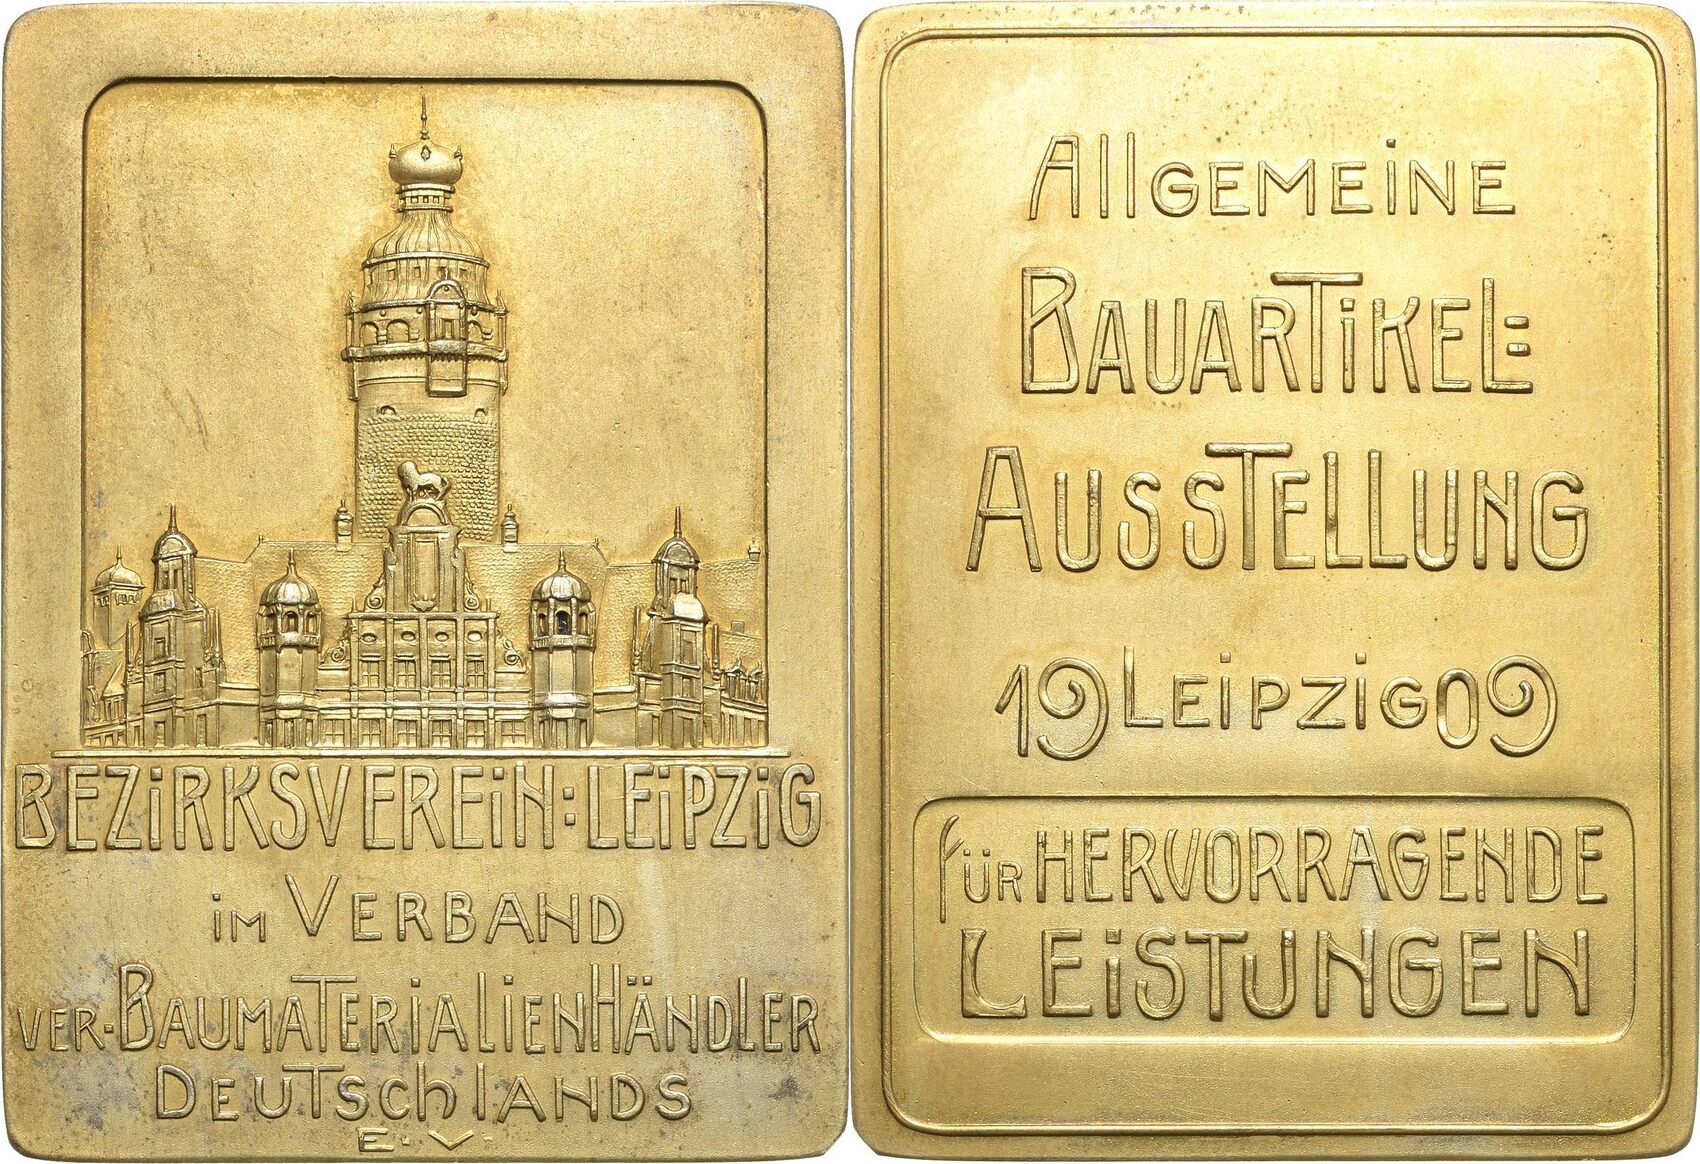 BEZiRKSVEREiN:LEiPZiG
iM VERBAND
VER-BAUMATERiAlIENHÄNDLER
DEUTSchlANDS
E.V.
AllGEMEiNE
BAUARTiKEL=
AUSSTELLUNG
19LEiPZiG09
füR HERVORRAGENDE
LEiSTUNGEN